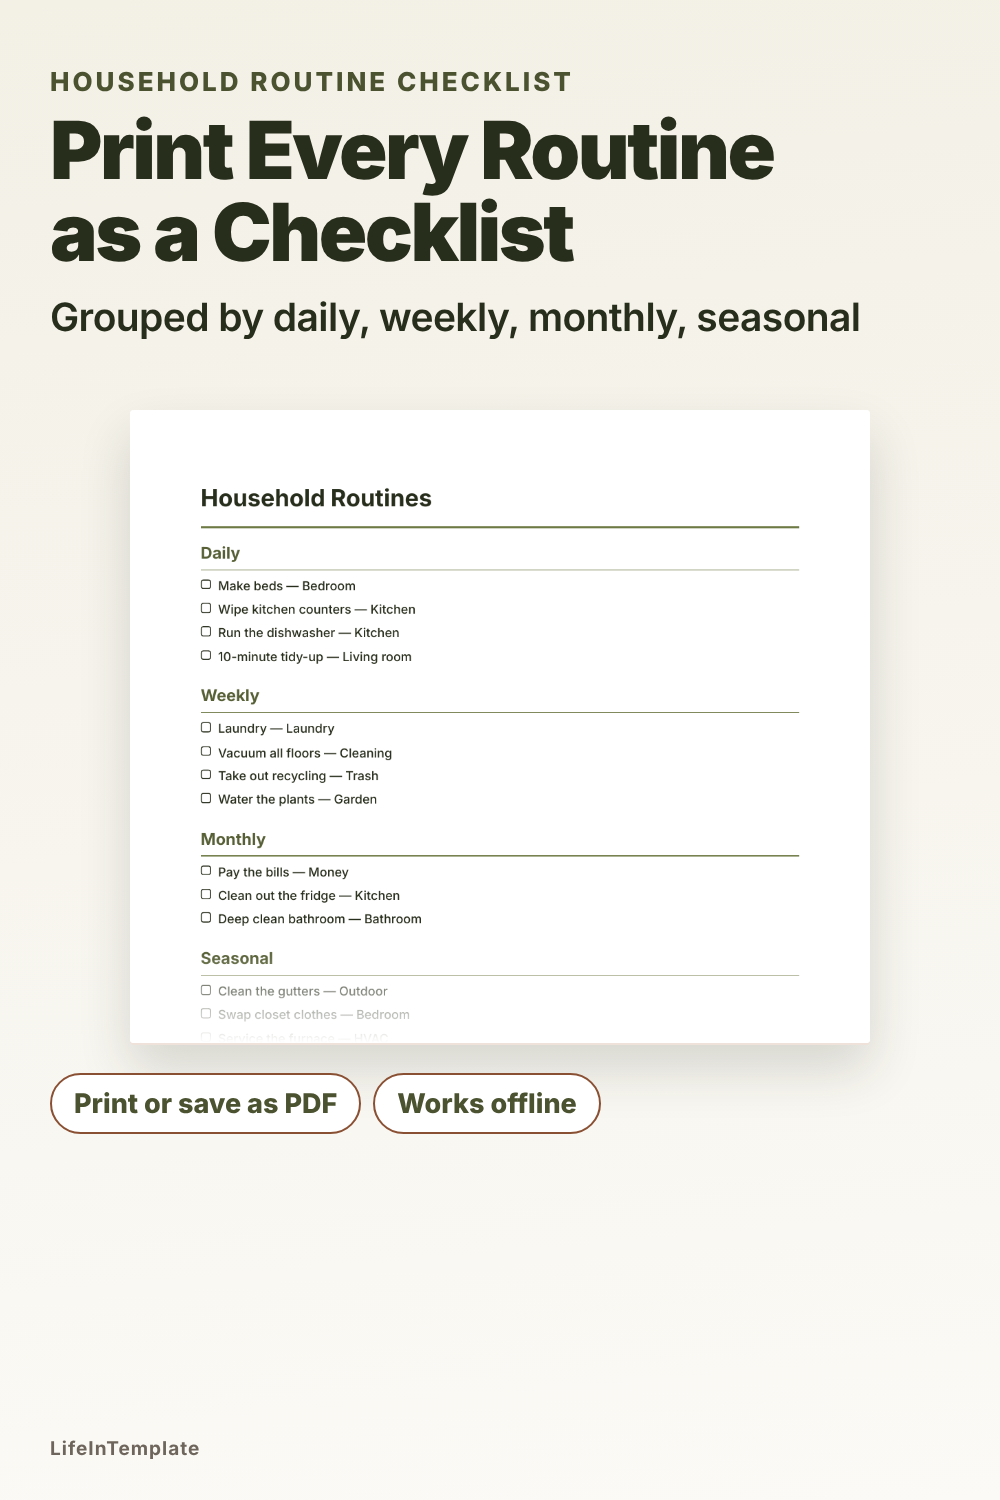 HOUSEHOLD ROUTINE CHECKLIST
Print Every Routine
as a Checklist
Grouped by daily, weekly, monthly, seasonal
Household Routines
Daily
Make beds — Bedroom
Wipe kitchen counters — Kitchen
Run the dishwasher — Kitchen
10-minute tidy-up — Living room
Weekly
Laundry — Laundry
Vacuum all floors — Cleaning
Take out recycling — Trash
Water the plants — Garden
Monthly
Pay the bills — Money
Clean out the fridge — Kitchen
Deep clean bathroom — Bathroom
Seasonal
Clean the gutters — Outdoor
Swap closet clothes — Bedroom
Service the furnace — HVAC
Print or save as PDF
Works offline
LifeInTemplate